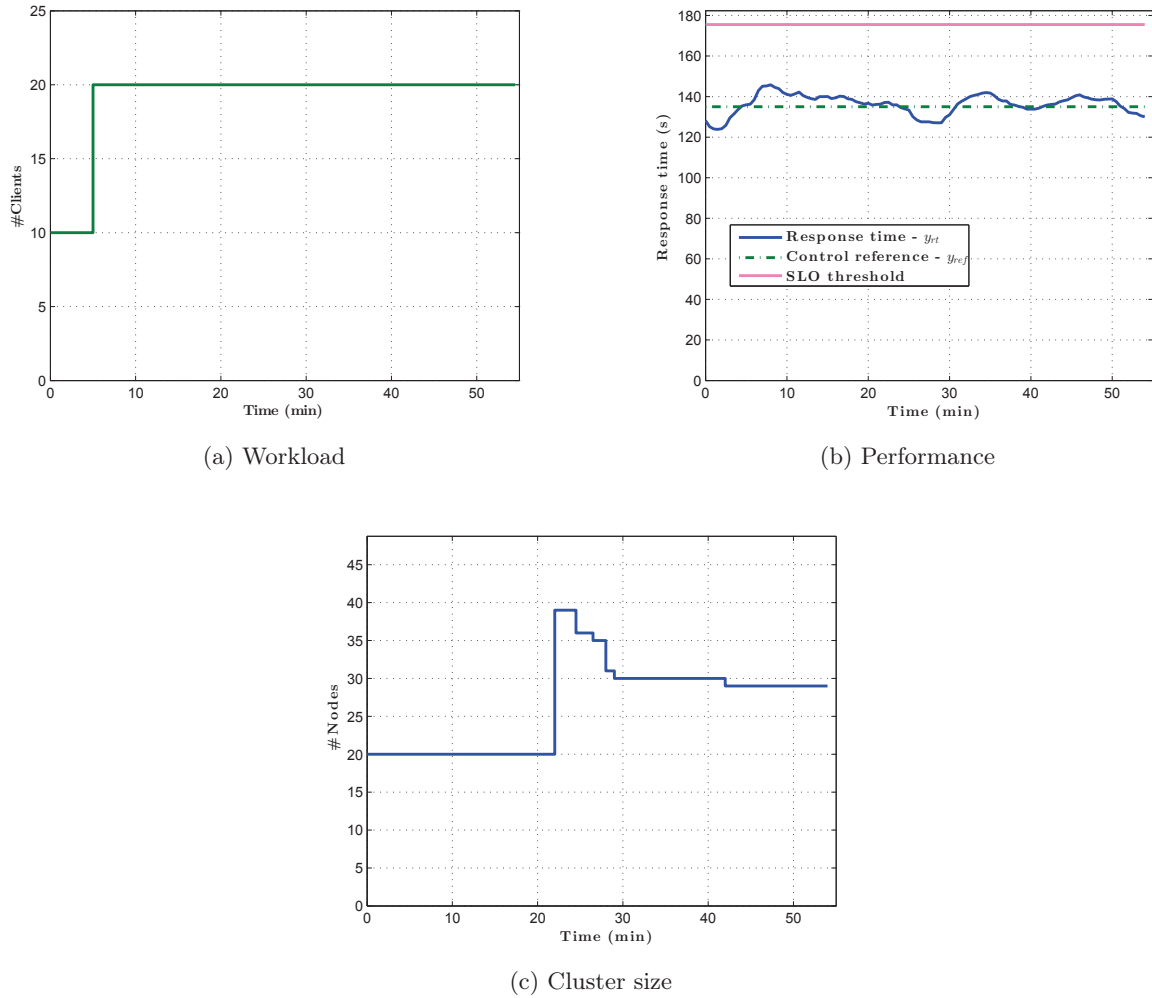 25
20
15
10
5
0
#Clients
0 10 20 30 40 50
Time (min)
(a) Workload
180
160
140
120
100
80
60
40
20
0
Response time (s)
Response time - y_rt
Control reference - y_ref
SLO threshold
0 10 20 30 40 50
Time (min)
(b) Performance
45
40
35
30
25
20
15
10
5
0
#Nodes
0 10 20 30 40 50
Time (min)
(c) Cluster size